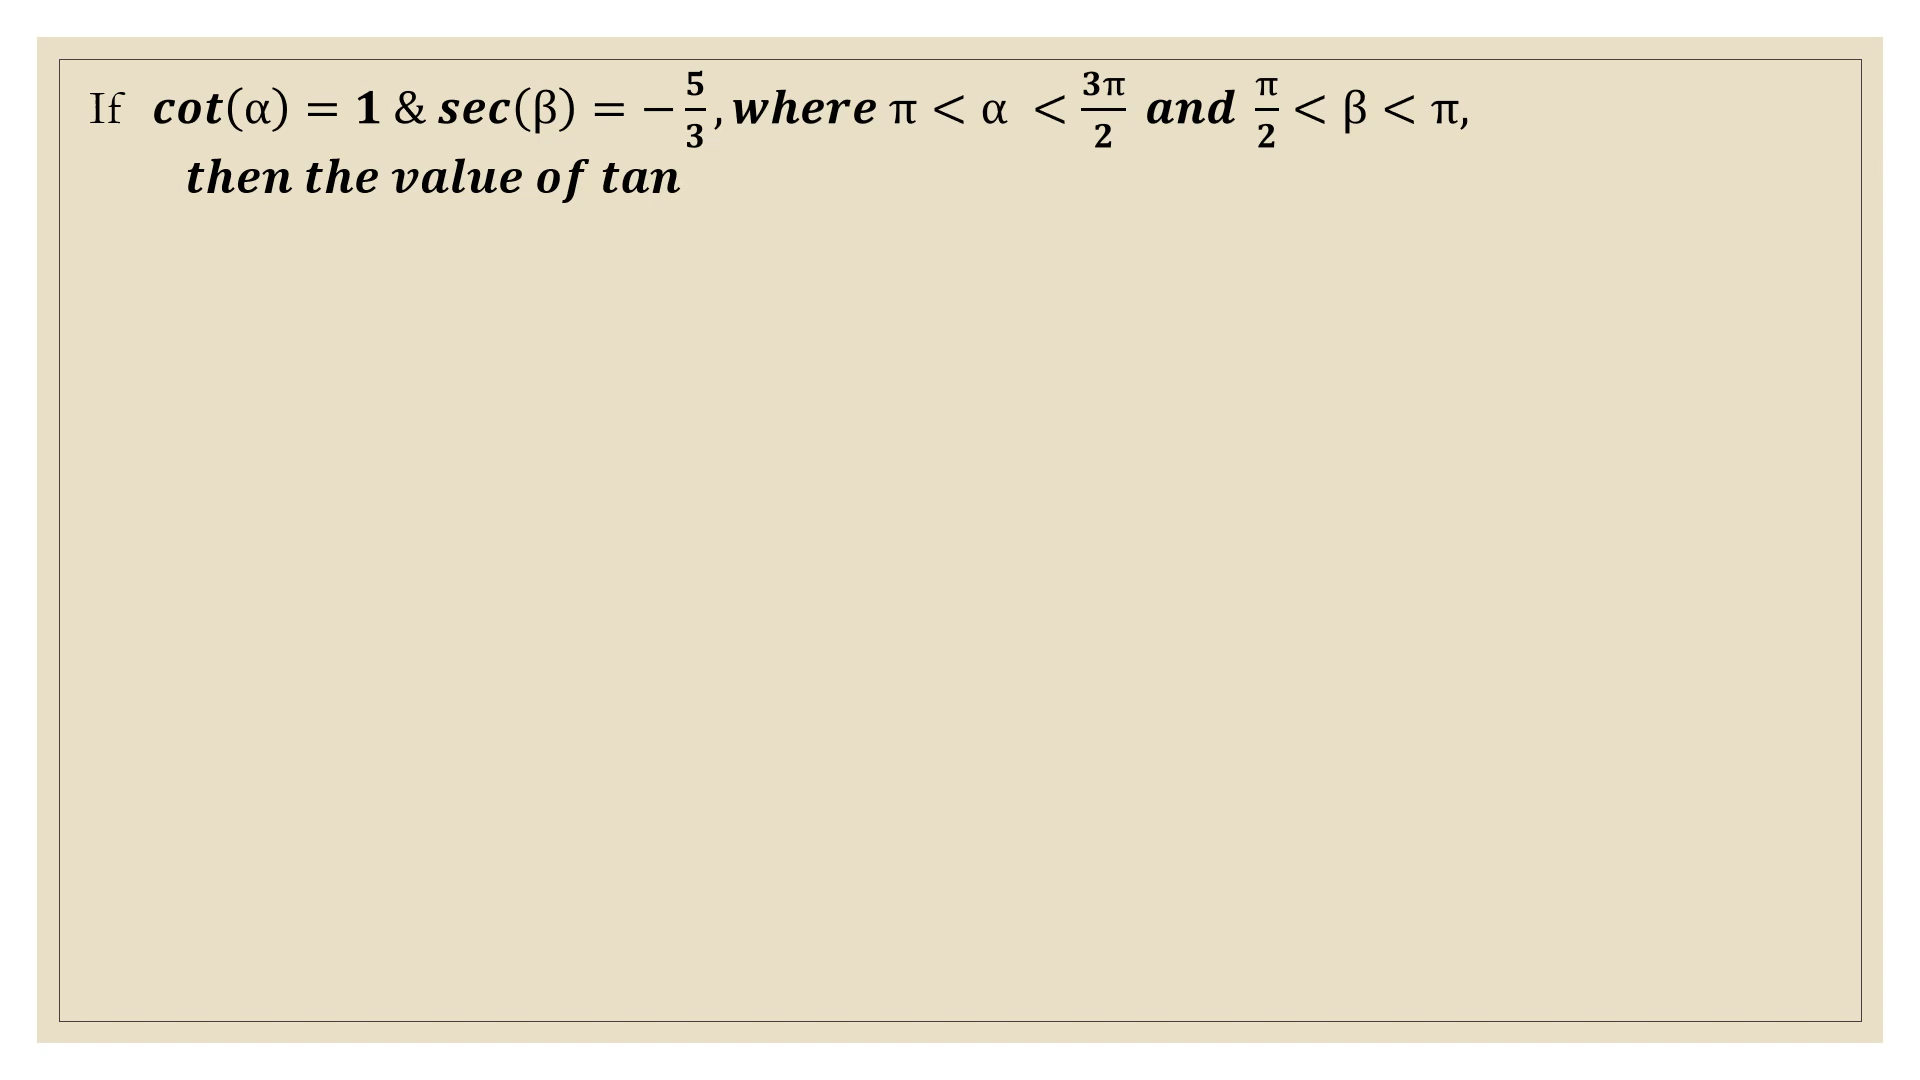 If cot(α) = 1 & sec(β) = −5/3, where π < α < 3π/2 and π/2 < β < π,
then the value of tan